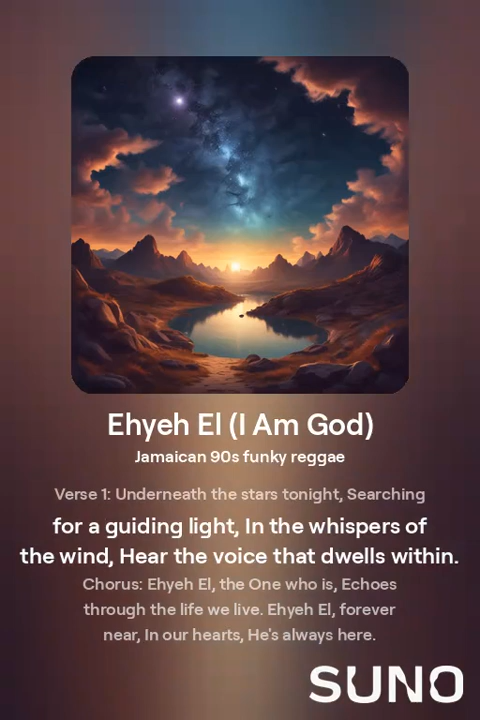 Ehyeh El (I Am God)
Jamaican 90s funky reggae
Verse 1: Underneath the stars tonight, Searching
for a guiding light, In the whispers of
the wind, Hear the voice that dwells within.
Chorus: Ehyeh El, the One who is, Echoes
through the life we live. Ehyeh El, forever
near, In our hearts, He's always here.
SUNO